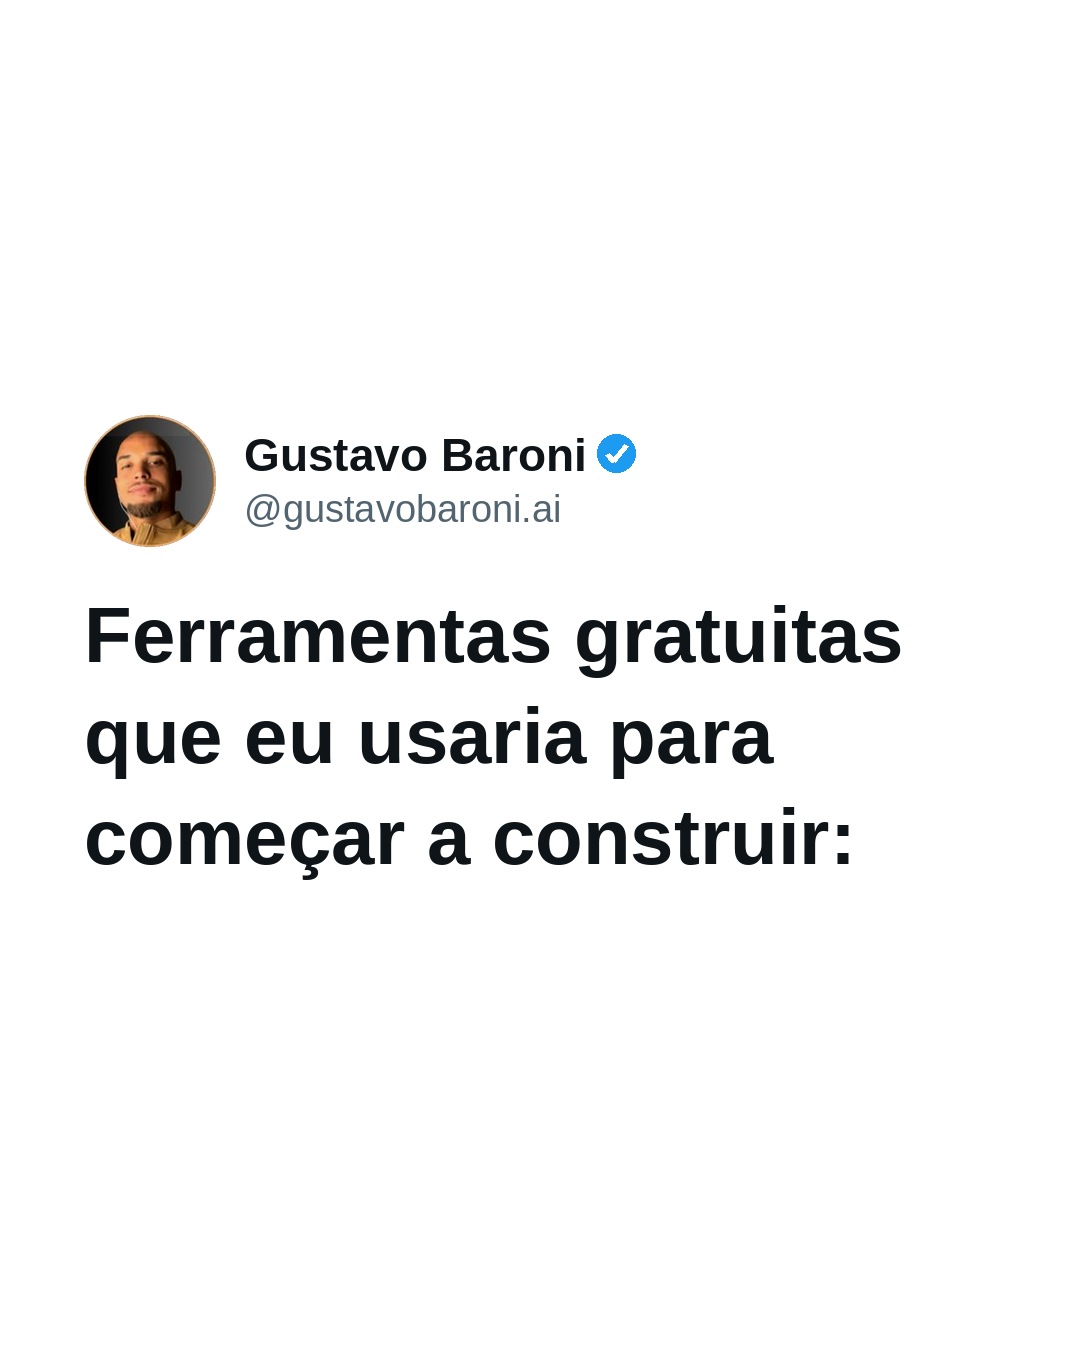 Gustavo Baroni
@gustavobaroni.ai
Ferramentas gratuitas
que eu usaria para
começar a construir: